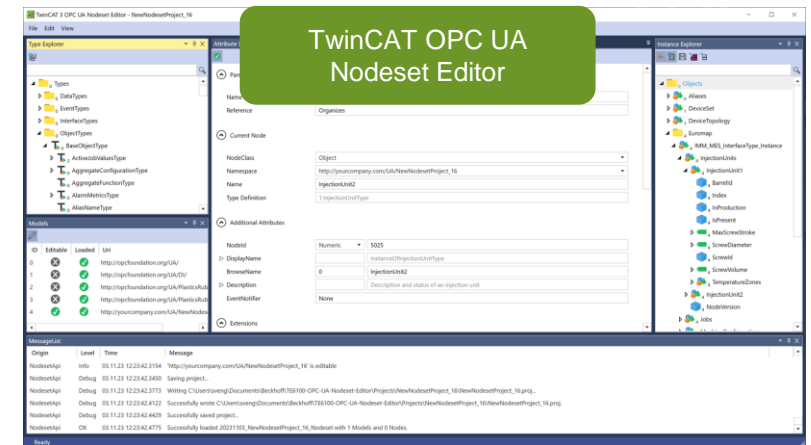 TwinCAT 3 OPC UA Nodeset Editor - NewNodesetProject_16
File Edit View
TwinCAT OPC UA
Nodeset Editor
Type Explorer
Types
DataTypes
EventTypes
InterfaceTypes
ObjectTypes
BaseObjectType
ActiveJobValuesType
AggregateConfigurationType
AggregateFunctionType
AlarmMetricsType
AliasNameType
Models
ID Editable Loaded Url
0 http://opcfoundation.org/UA/
1 http://opcfoundation.org/UA/DI/
2 http://opcfoundation.org/UA/PlasticsRub
3 http://opcfoundation.org/UA/PlasticsRub
4 http://yourcompany.com/UA/NewNodes
Attribute
Name
Reference Organizes
Current Node
NodeClass Object
Namespace http://yourcompany.com/UA/NewNodesetProject_16
Name InjectionUnit2
Type Definition 1:InjectionUnitType
Additional Attributes
NodeId Numeric 5025
DisplayName InstanceOfInjectionUnitType
BrowseName 0 InjectionUnit2
Description Description and status of an injection unit
EventNotifier None
Extensions
Instance Explorer
Objects
Aliases
DeviceSet
DeviceTopology
Euromap
IMM_MES_InterfaceType_Instance
InjectionUnits
InjectionUnit1
BarrelId
Index
InProduction
IsPresent
MaxScrewStroke
ScrewDiameter
ScrewId
ScrewVolume
TemperatureZones
InjectionUnit2
NodeVersion
Jobs
MessageList
Origin Level Time Message
NodesetApi Info 03.11.23 12:23:42.3154 'http://yourcompany.com/UA/NewNodesetProject_16' is editable
NodesetApi Debug 03.11.23 12:23:42.3450 Saving project...
NodesetApi Debug 03.11.23 12:23:42.3773 Writing C:\Users\sveng\Documents\Beckhoff\TE6100-OPC-UA-Nodeset-Editor\Projects\NewNodesetProject_16\NewNodesetProject_16.proj...
NodesetApi Debug 03.11.23 12:23:42.4122 Successfully wrote C:\Users\sveng\Documents\Beckhoff\TE6100-OPC-UA-Nodeset-Editor\Projects\NewNodesetProject_16\NewNodesetProject_16.proj.
NodesetApi Debug 03.11.23 12:23:42.4429 Successfully saved project...
NodesetApi OK 03.11.23 12:23:42.4775 Successfully loaded 20231103_NewNodesetProject_16_Nodeset with 1 Models and 0 Nodes.
Ready